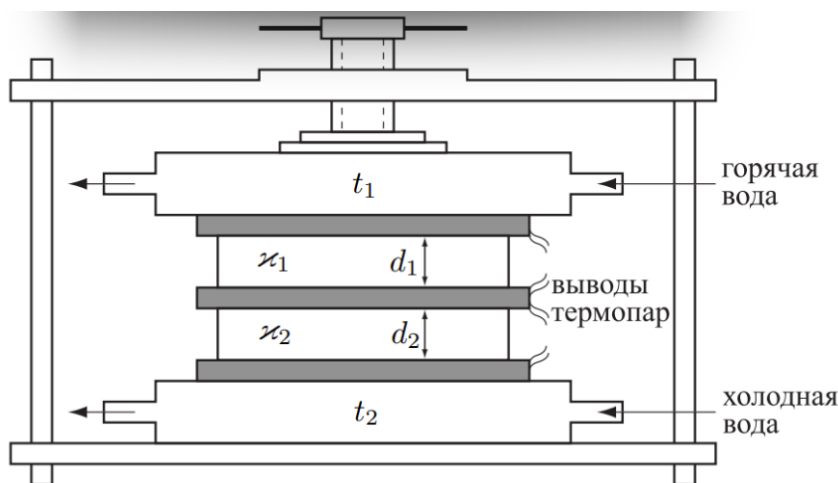 t₁
горячая
вода
ϰ₁
d₁
выводы
термопар
ϰ₂
d₂
t₂
холодная
вода